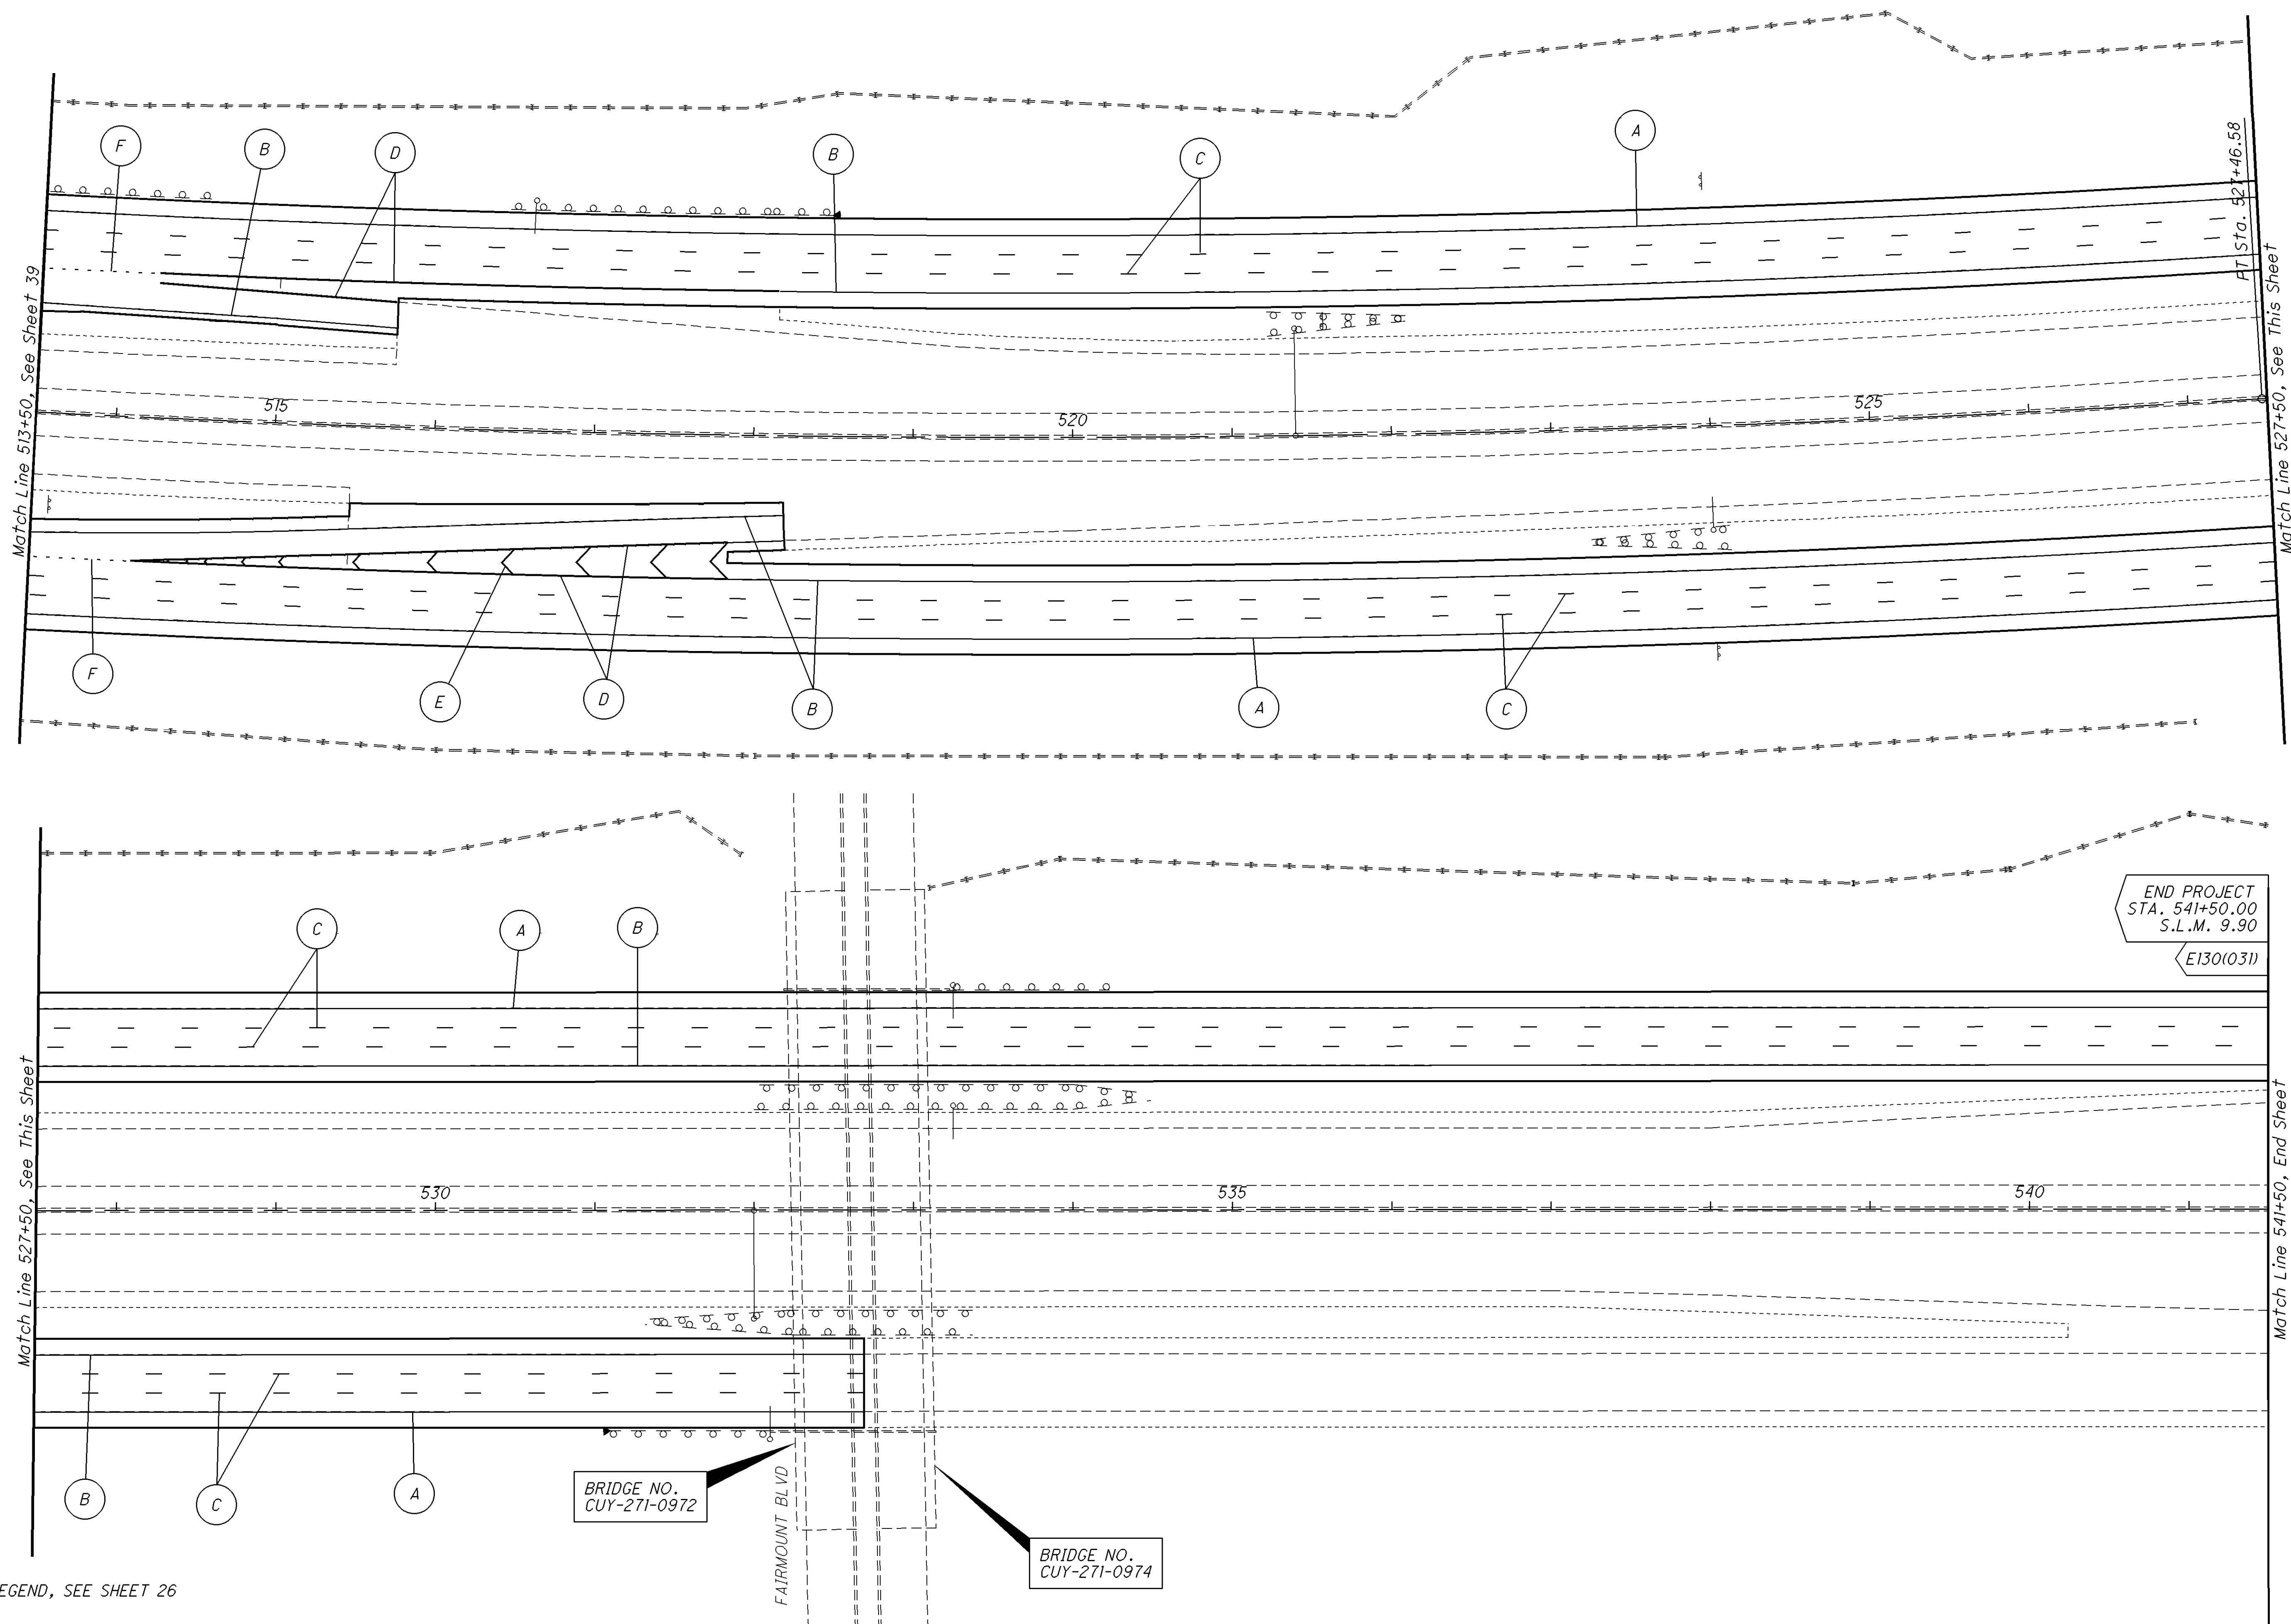 F
B
D
B
C
A
PT Sta. 527+46.58
Match Line 513+50, See Sheet 39
Match Line 527+50, See This Sheet
515
520
525
F
E
D
B
A
C
C
A
B
END PROJECT
STA. 541+50.00
S.L.M. 9.90
E130(031)
Match Line 527+50, See This Sheet
Match Line 541+50, End Sheet
530
535
540
B
C
A
BRIDGE NO.
CUY-271-0972
FAIRMOUNT BLVD
BRIDGE NO.
CUY-271-0974
EGEND, SEE SHEET 26